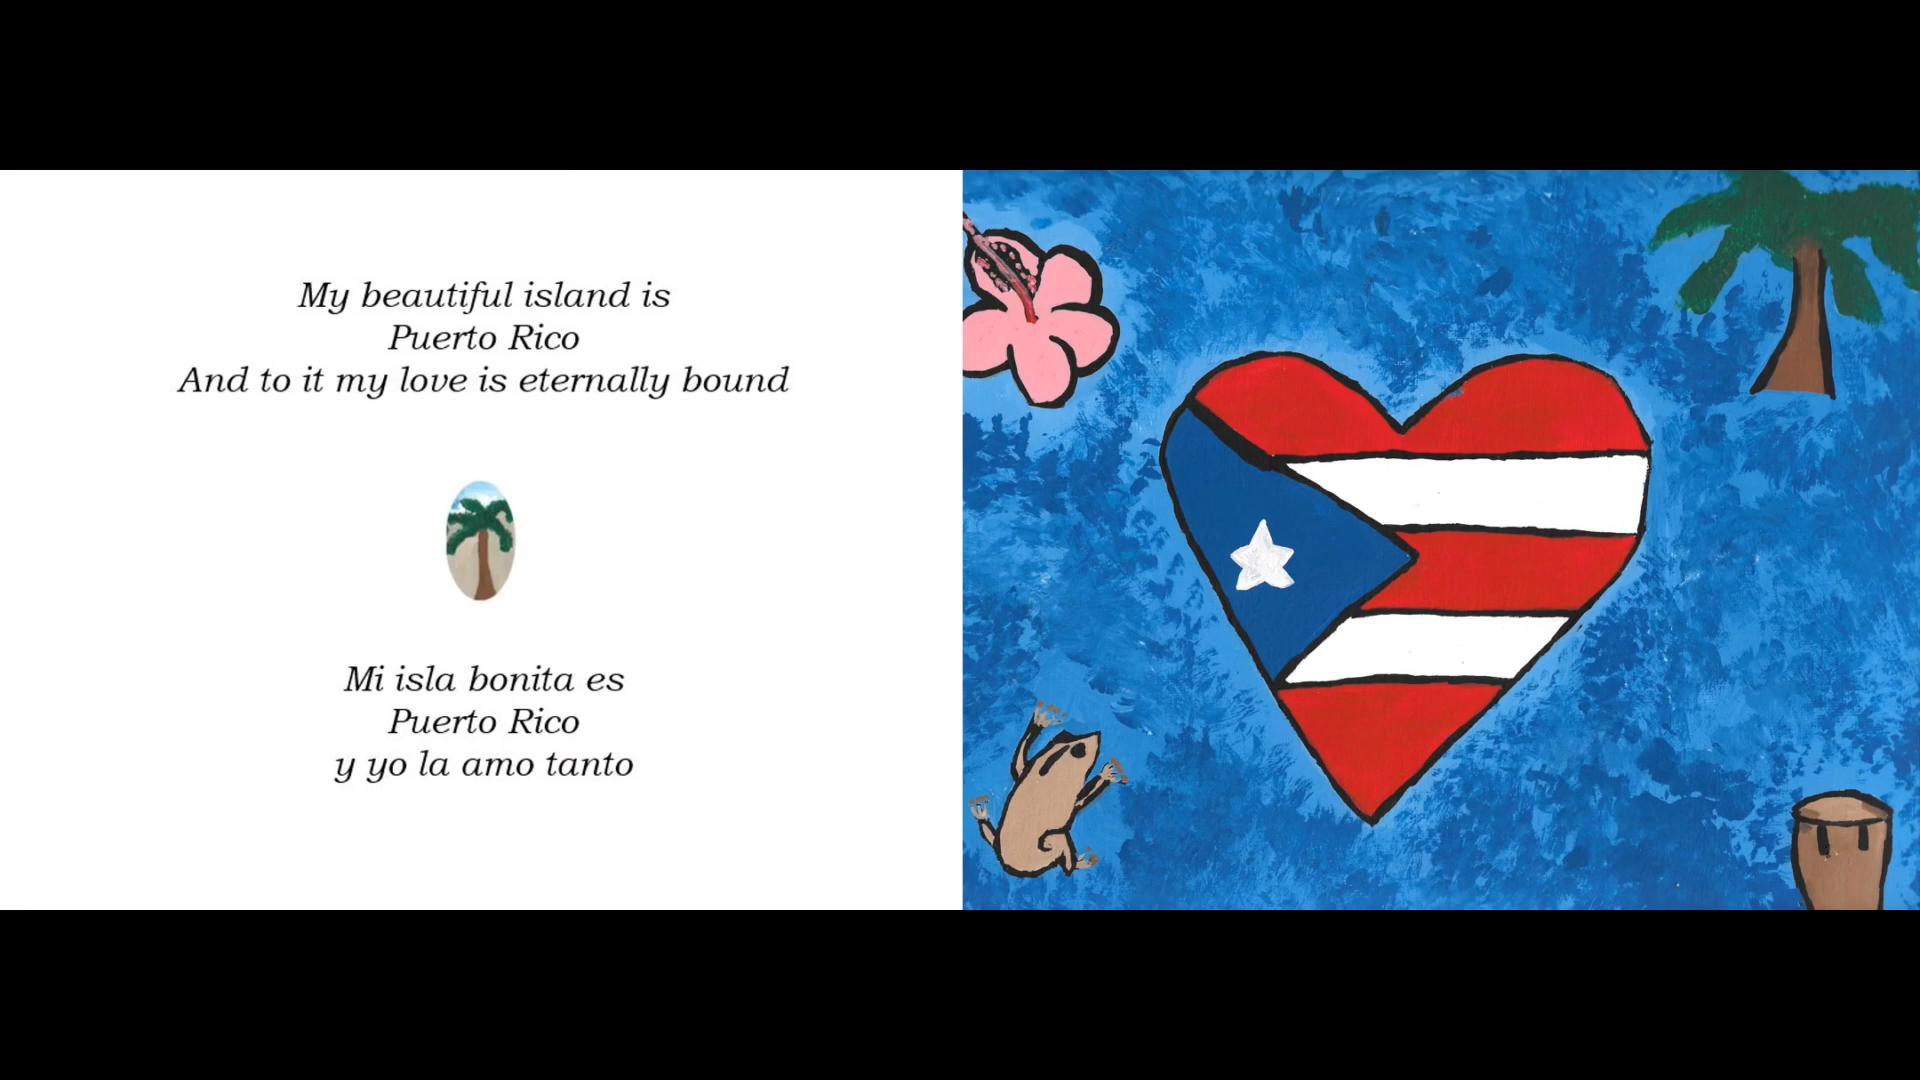 My beautiful island is
Puerto Rico
And to it my love is eternally bound
Mi isla bonita es
Puerto Rico
y yo la amo tanto